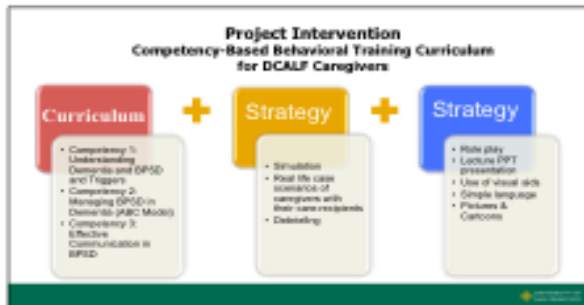 Project Intervention
Competency-Based Behavioral Training Curriculum
for DCALF Caregivers
Curriculum
Competency 1:
Understanding
Dementia and BPSD
and Triggers
Competency 2:
Managing BPSD in
Dementia (ABC Model)
Competency 3:
Effective
Communication in
BPSD
Strategy
Simulation
Real life case
scenarios of
caregivers with
their care recipients
Debriefing
Strategy
Role play
Lecture PPT
presentation
Use of visual aids
Simple language
Pictures &
Cartoons